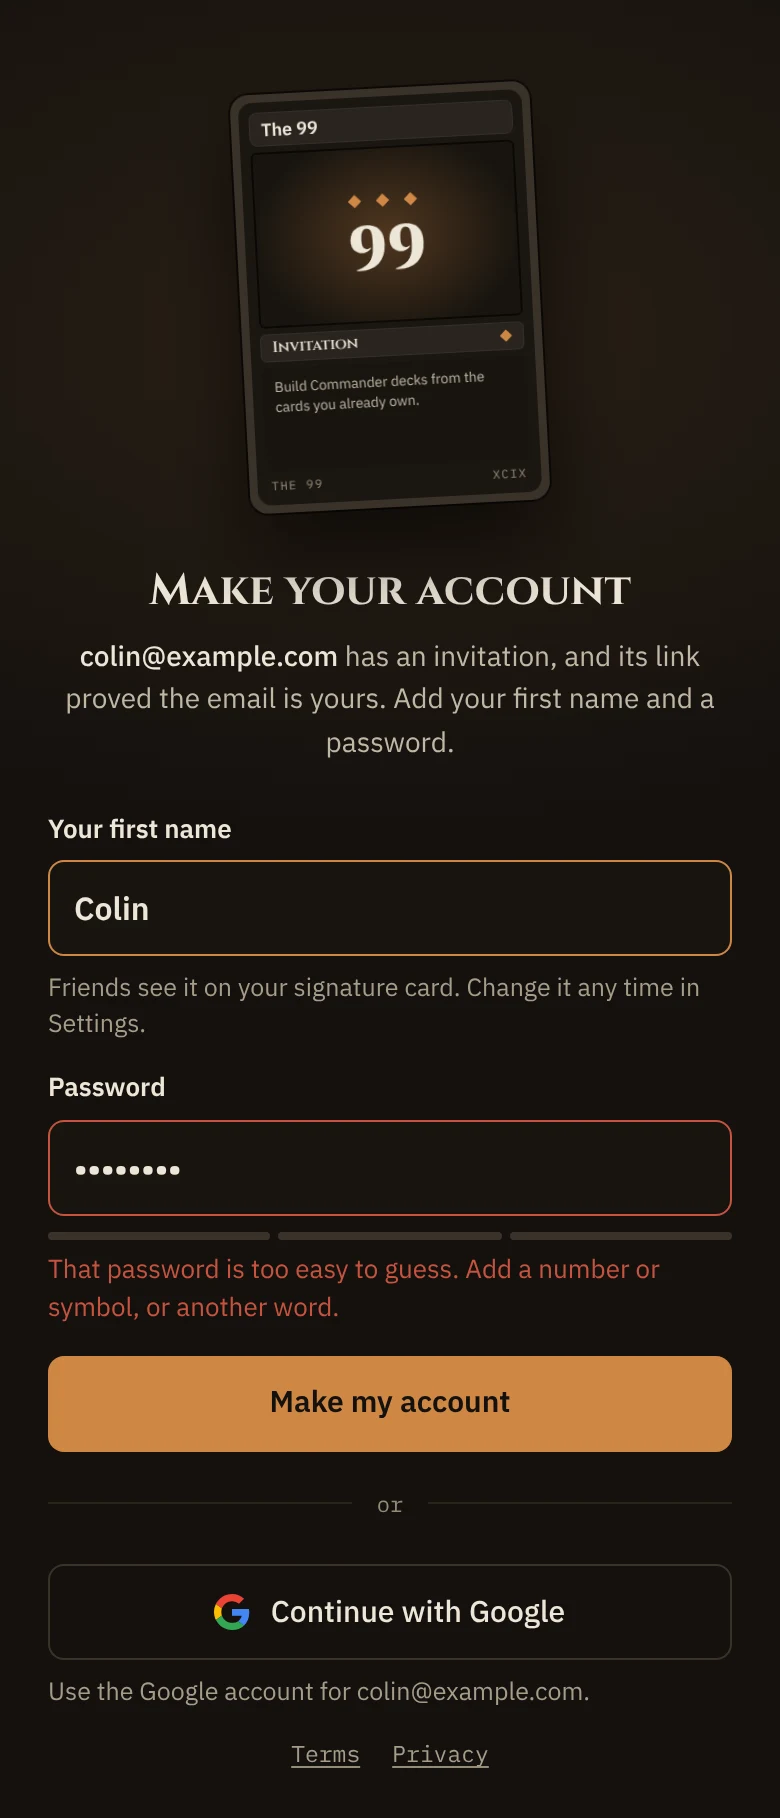 The 99
99
Invitation
Build Commander decks from the
cards you already own.
THE 99
XCIX
Make your account
colin@example.com has an invitation, and its link
proved the email is yours. Add your first name and a
password.
Your first name
Colin
Friends see it on your signature card. Change it any time in
Settings.
Password
••••••••
That password is too easy to guess. Add a number or
symbol, or another word.
Make my account
or
Continue with Google
Use the Google account for colin@example.com.
Terms Privacy